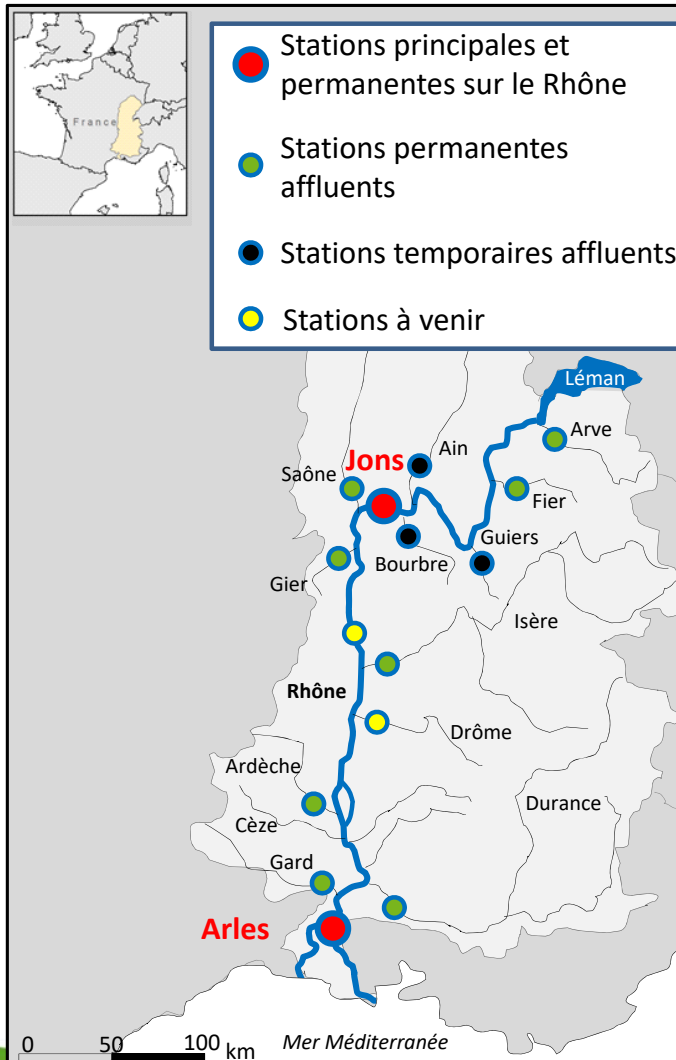 France
Stations principales et
permanentes sur le Rhône
Stations permanentes
affluents
Stations temporaires affluents
Stations à venir
Léman
Arve
Ain
Jons
Saône
Fier
Guiers
Bourbre
Gier
Isère
Rhône
Drôme
Ardèche
Durance
Cèze
Gard
Arles
0 50 100 km
Mer Méditerranée